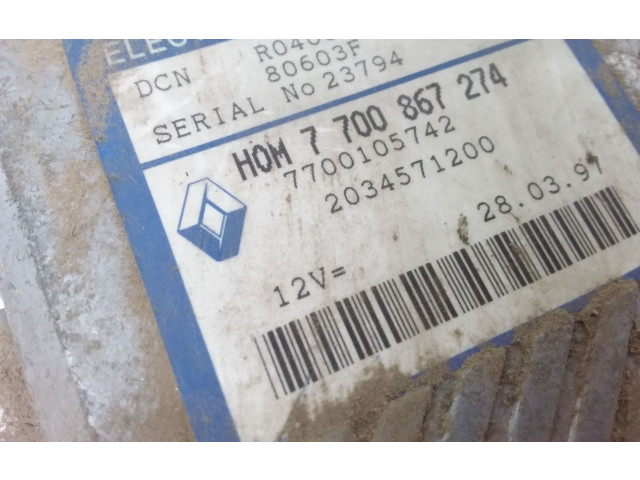 DCN
80603F
SERIAL No 23794
HOM 7 700 867 274
7700105742
2034571200
28.03.97
12V=